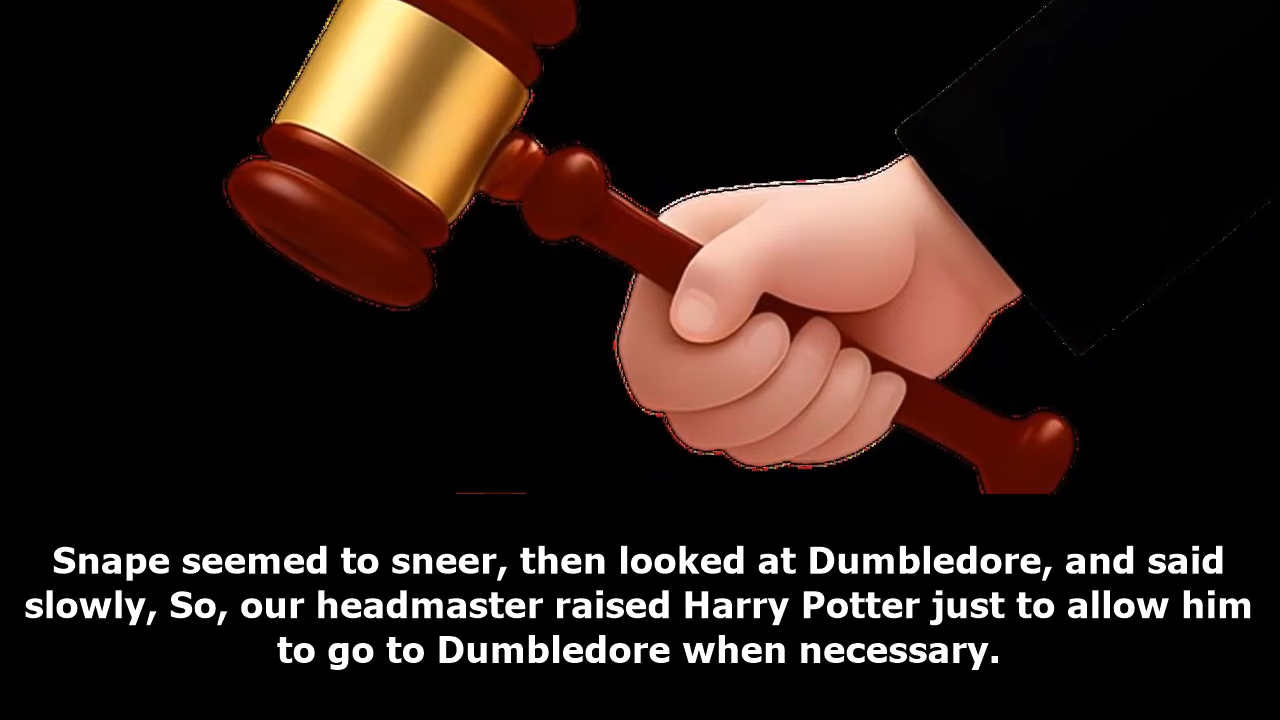 Snape seemed to sneer, then looked at Dumbledore, and said
slowly, So, our headmaster raised Harry Potter just to allow him
to go to Dumbledore when necessary.